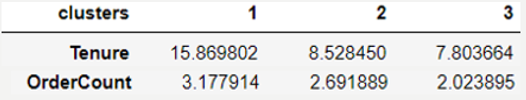 clusters 1 2 3
Tenure 15.869802 8.528450 7.803664
OrderCount 3.177914 2.691889 2.023895